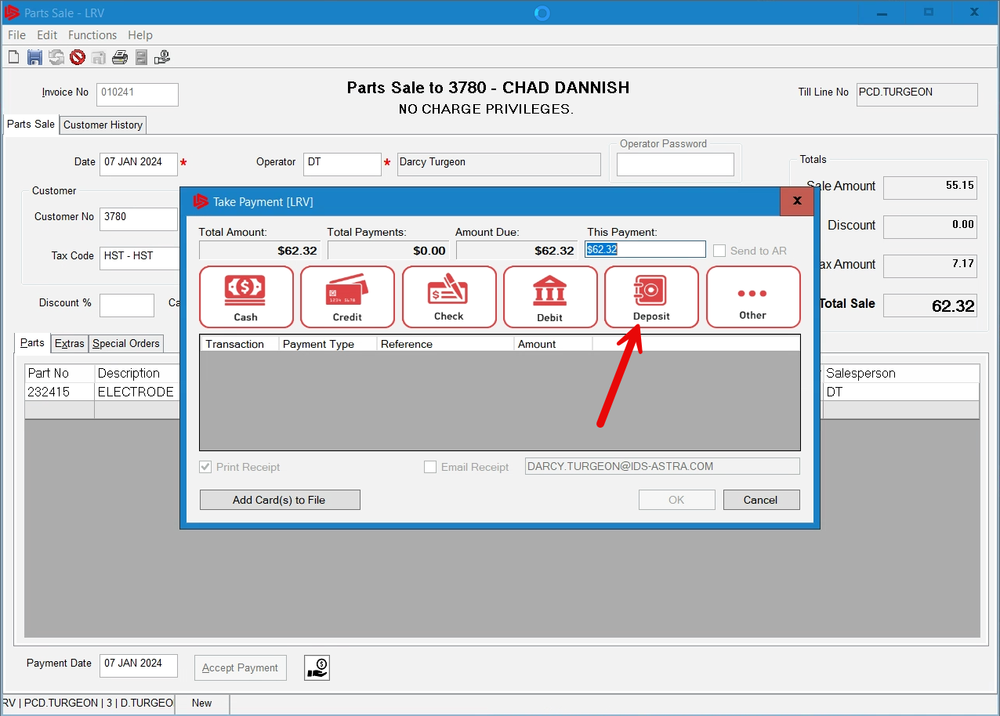 Parts Sale - LRV
File Edit Functions Help
Invoice No 010241
Parts Sale to 3780 - CHAD DANNISH
NO CHARGE PRIVILEGES.
Till Line No PCD.TURGEON
Parts Sale Customer History
Date 07 JAN 2024 *
Operator DT * Darcy Turgeon
Operator Password
Totals
Sale Amount 55.15
Discount 0.00
ax Amount 7.17
Total Sale 62.32
Customer
Customer No 3780
Tax Code HST - HST
Discount % Ca
Take Payment [LRV] X
Total Amount: Total Payments: Amount Due: This Payment:
$62.32 $0.00 $62.32 $62.32 Send to AR
1234 5678
Cash Credit Check Debit Deposit Other
Transaction Payment Type Reference Amount
Print Receipt Email Receipt DARCY.TURGEON@IDS-ASTRA.COM
Add Card(s) to File OK Cancel
Parts Extras Special Orders
Part No Description Salesperson
232415 ELECTRODE DT
Payment Date 07 JAN 2024 Accept Payment
RV | PCD.TURGEON | 3 | D.TURGEO New